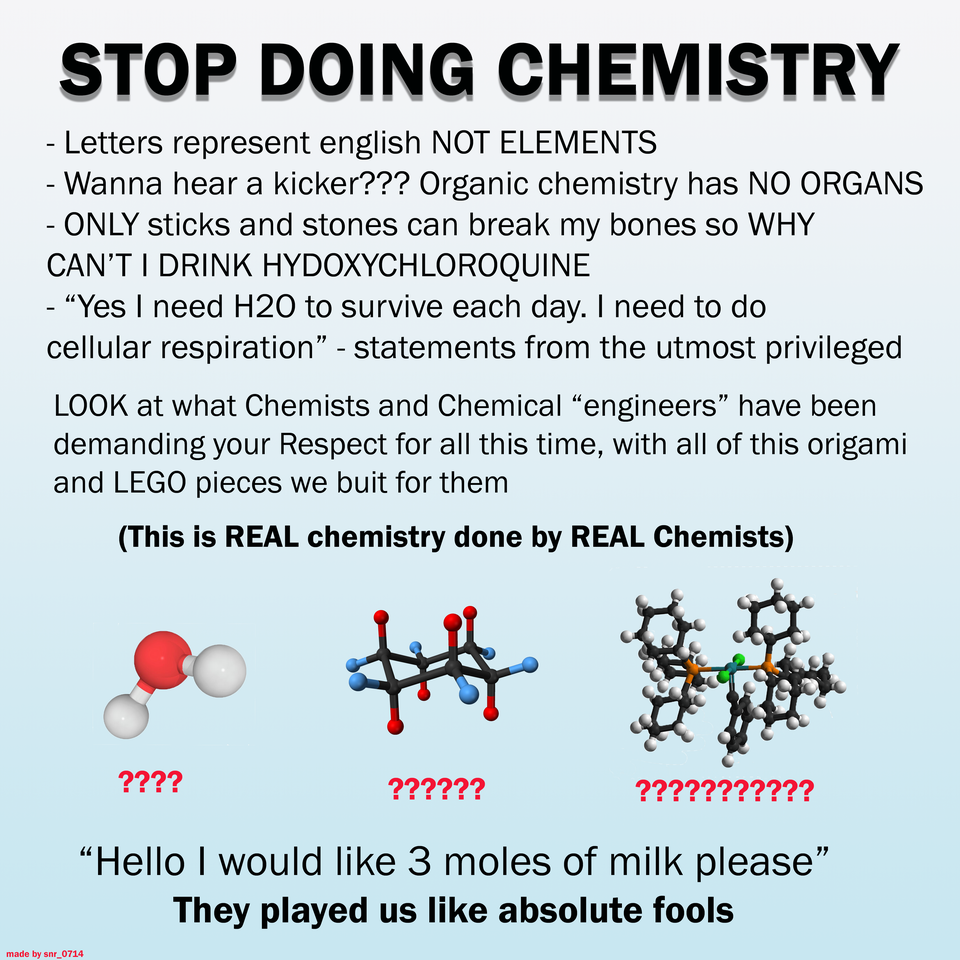 STOP DOING CHEMISTRY
- Letters represent english NOT ELEMENTS
- Wanna hear a kicker??? Organic chemistry has NO ORGANS
- ONLY sticks and stones can break my bones so WHY
CAN’T I DRINK HYDOXYCHLOROQUINE
- “Yes I need H2O to survive each day. I need to do
cellular respiration” - statements from the utmost privileged
LOOK at what Chemists and Chemical “engineers” have been
demanding your Respect for all this time, with all of this origami
and LEGO pieces we buit for them
(This is REAL chemistry done by REAL Chemists)
????
??????
???????????
“Hello I would like 3 moles of milk please”
They played us like absolute fools
made by snr_0714